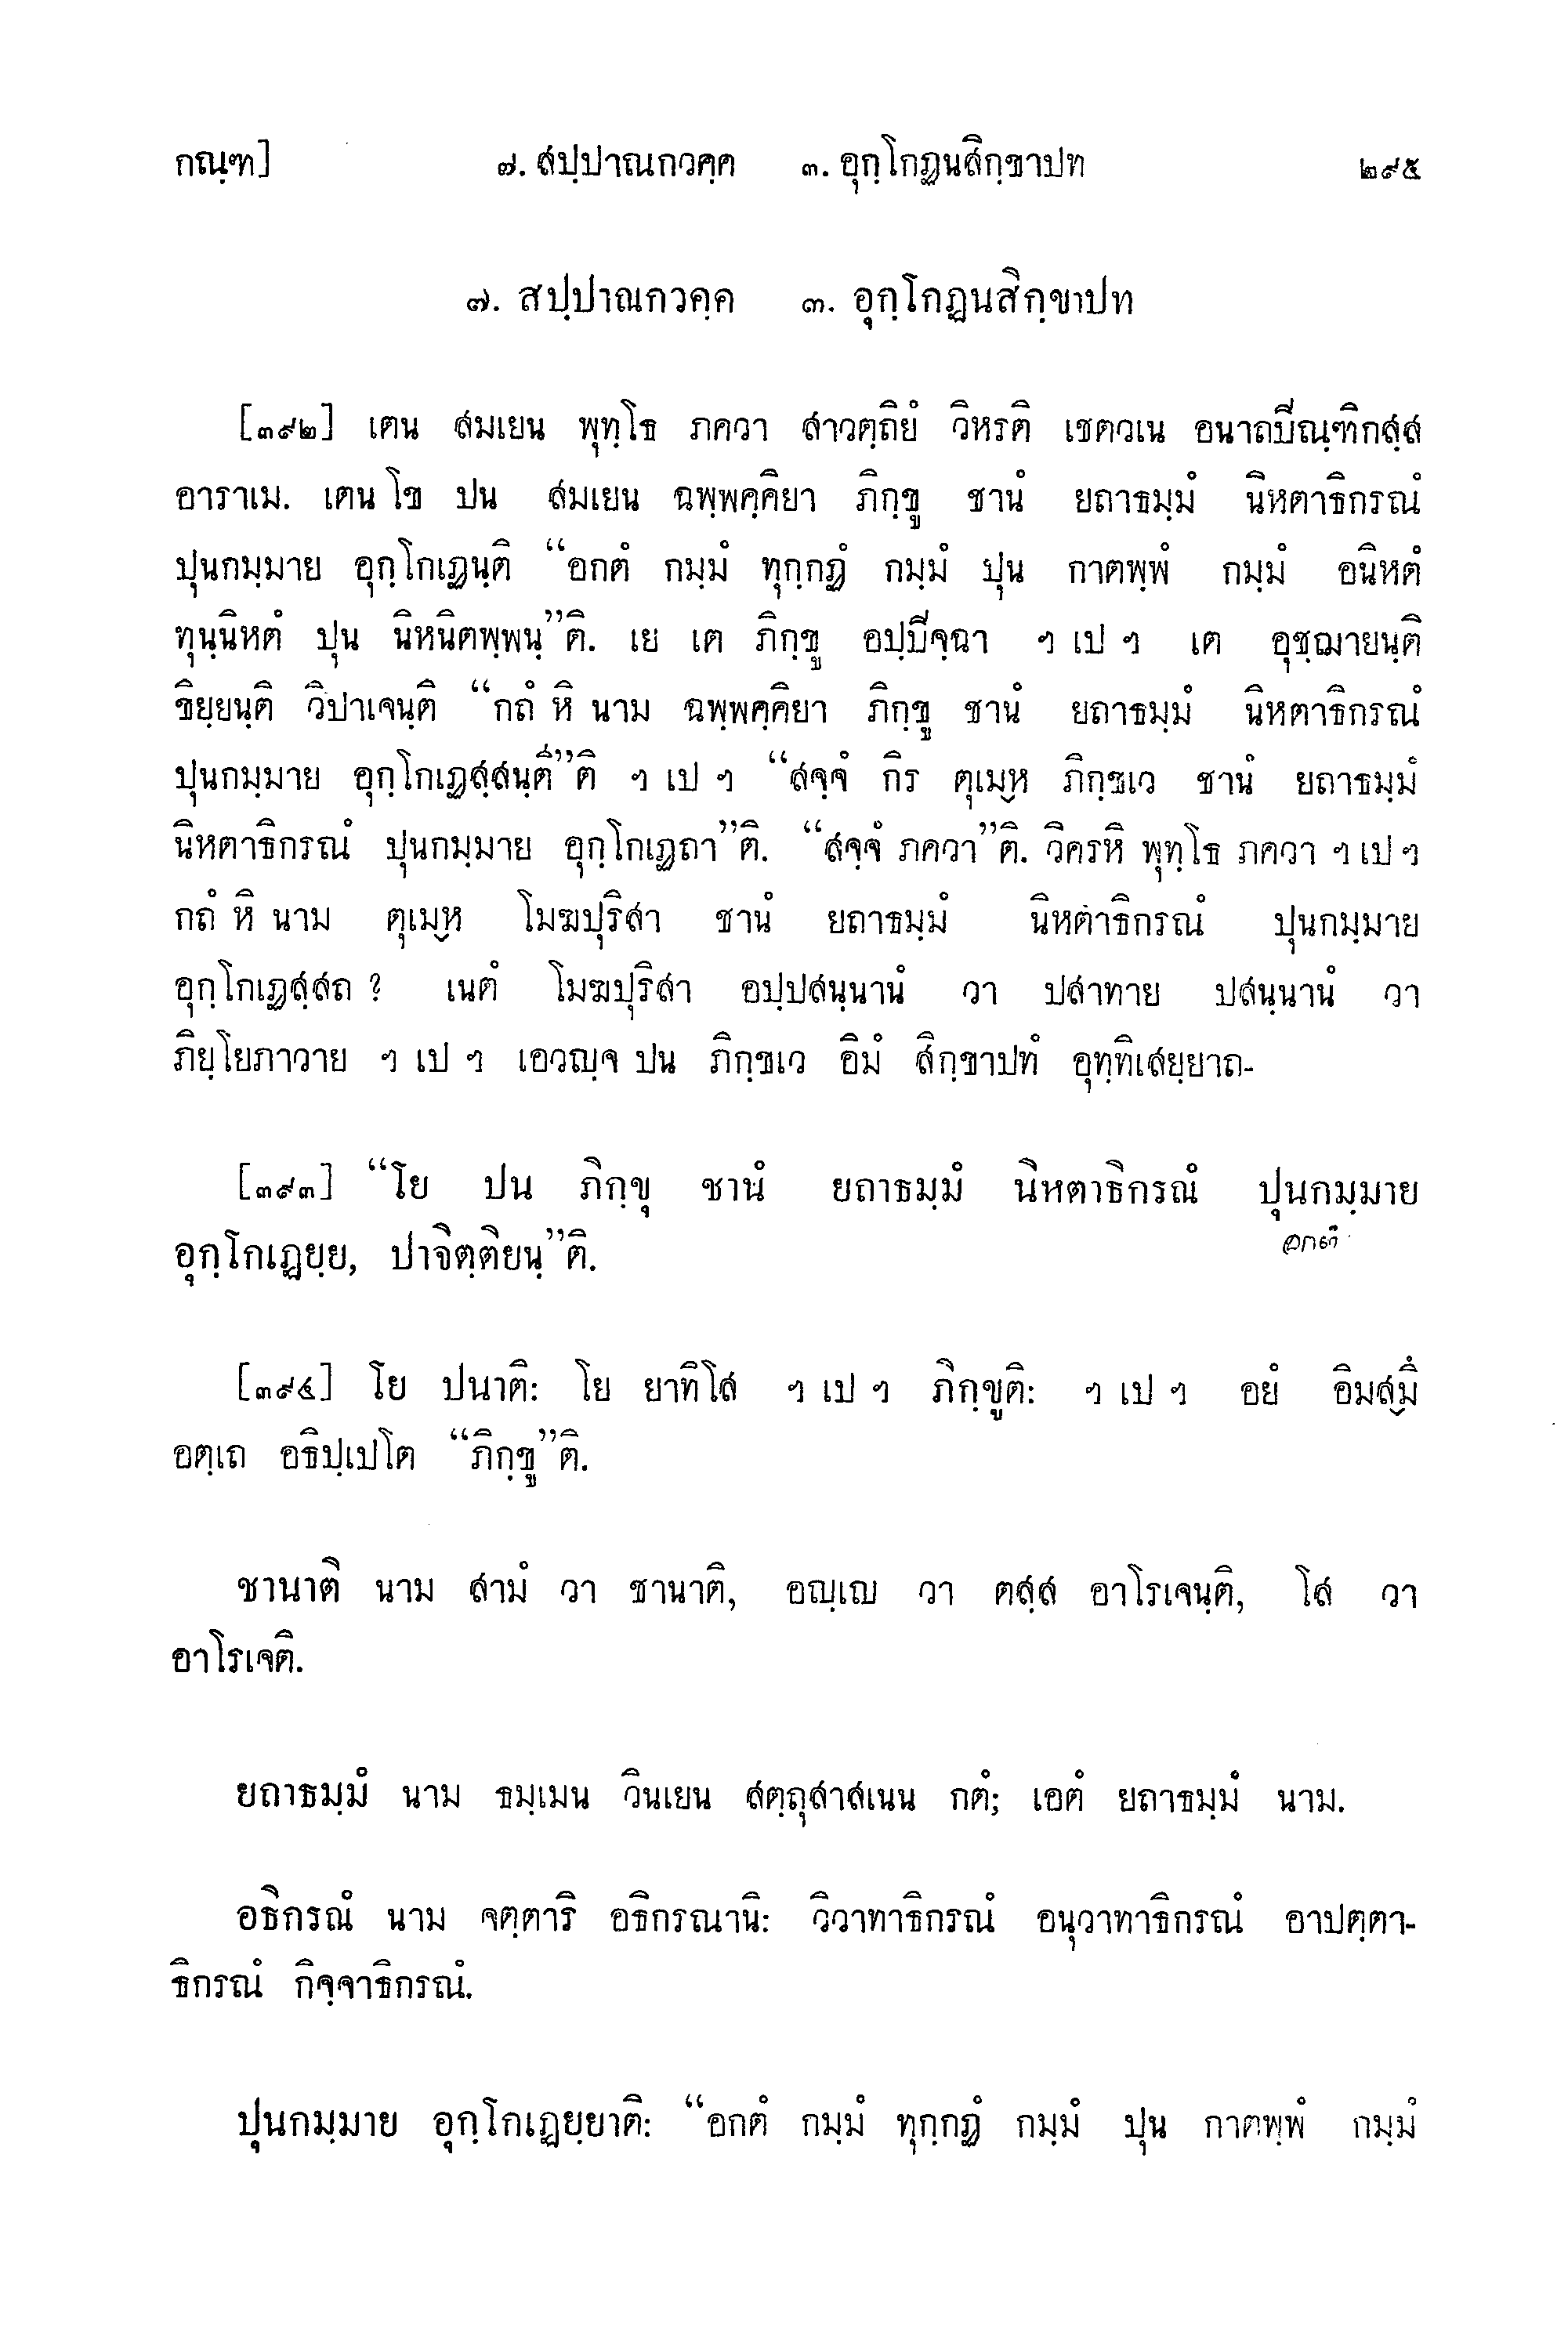 กณฺฑ] ๗. สปฺปาณกวคฺค ๓. อุกฺโกฏนสิกฺขาปท ๒๙๕
๗. สปฺปาณกวคฺค ๓. อุกฺโกฏนสิกฺขาปท
[๓๙๒] เตน สมเยน พุทฺโธ ภควา สาวตฺถิยํ วิหรติ เชตวเน อนาถปิณฺฑิกสฺส
อาราเม. เตน โข ปน สมเยน ฉพฺพคฺคิยา ภิกฺขู ชานํ ยถาธมฺมํ นิหตาธิกรณํ
ปุนกมฺมาย อุกฺโกเฏนฺติ “อกตํ กมฺมํ ทุกฺกฏํ กมฺมํ ปุน กาตพฺพํ กมฺมํ อนิหตํ
ทุนฺนิหตํ ปุน นิหนิตพฺพนฺ”ติ. เย เต ภิกฺขู อปฺปิจฺฉา ฯ เป ฯ เต อุชฺฌายนฺติ
ขิยฺยนฺติ วิปาเจนฺติ “กถํ หิ นาม ฉพฺพคฺคิยา ภิกฺขู ชานํ ยถาธมฺมํ นิหตาธิกรณํ
ปุนกมฺมาย อุกฺโกเฏสฺสนฺตี”ติ ฯ เป ฯ “สจฺจํ กิร ตุเมฺห ภิกฺขเว ชานํ ยถาธมฺมํ
นิหตาธิกรณํ ปุนกมฺมาย อุกฺโกเฏถา”ติ. “สจฺจํ ภควา”ติ. วิครหิ พุทฺโธ ภควา ฯ เป ฯ
กถํ หิ นาม ตุเมฺห โมฆปุริสา ชานํ ยถาธมฺมํ นิหตาธิกรณํ ปุนกมฺมาย
อุกฺโกเฏสฺสถ ? เนตํ โมฆปุริสา อปฺปสนฺนานํ วา ปสาทาย ปสนฺนานํ วา
ภิยฺโยภาวาย ฯ เป ฯ เอวญฺจ ปน ภิกฺขเว อิมํ สิกฺขาปทํ อุทฺทิเสยฺยาถ-
[๓๙๓] “โย ปน ภิกฺขุ ชานํ ยถาธมฺมํ นิหตาธิกรณํ ปุนกมฺมาย
อุกฺโกเฏยฺย, ปาจิตฺติยนฺ”ติ.
[๓๙๔] โย ปนาติ: โย ยาทิโส ฯ เป ฯ ภิกฺขูติ: ฯ เป ฯ อยํ อิมสฺมึ
อตฺเถ อธิปฺเปโต “ภิกฺขู”ติ.
ชานาติ นาม สามํ วา ชานาติ, อญฺเญ วา ตสฺส อาโรเจนฺติ, โส วา
อาโรเจติ.
ยถาธมฺมํ นาม ธมฺเมน วินเยน สตฺถุสาสเนน กตํ; เอตํ ยถาธมฺมํ นาม.
อธิกรณํ นาม จตฺตาริ อธิกรณานิ: วิวาทาธิกรณํ อนุวาทาธิกรณํ อาปตฺตา-
ธิกรณํ กิจฺจาธิกรณํ.
ปุนกมฺมาย อุกฺโกเฏยฺยาติ: “อกตํ กมฺมํ ทุกฺกฏํ กมฺมํ ปุน กาตพฺพํ กมฺมํ